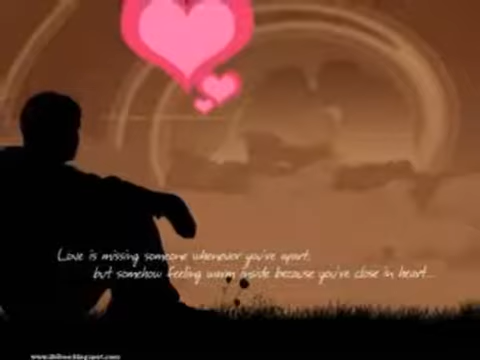 Love is missing someone whenever you're apart,
but somehow feeling warm inside because you're close in heart...